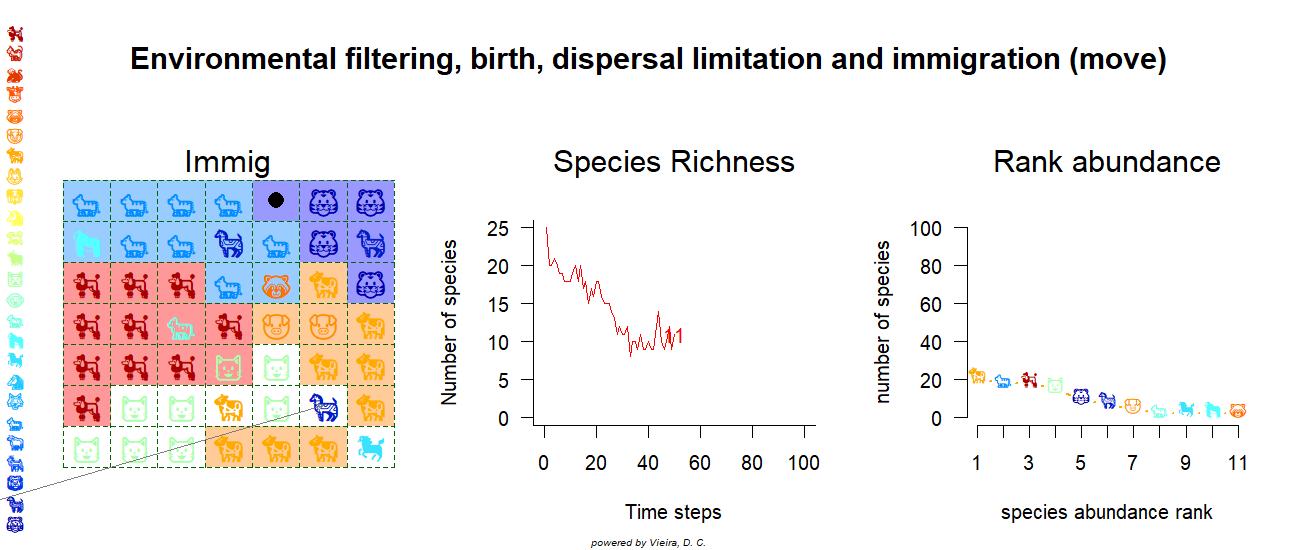 Environmental filtering, birth, dispersal limitation and immigration (move)
Immig
Species Richness
Rank abundance
Number of species
25
20
15
10
5
0
11
0 20 40 60 80 100
Time steps
number of species
100
80
60
40
20
0
1 3 5 7 9 11
species abundance rank
powered by Vieira, D. C.